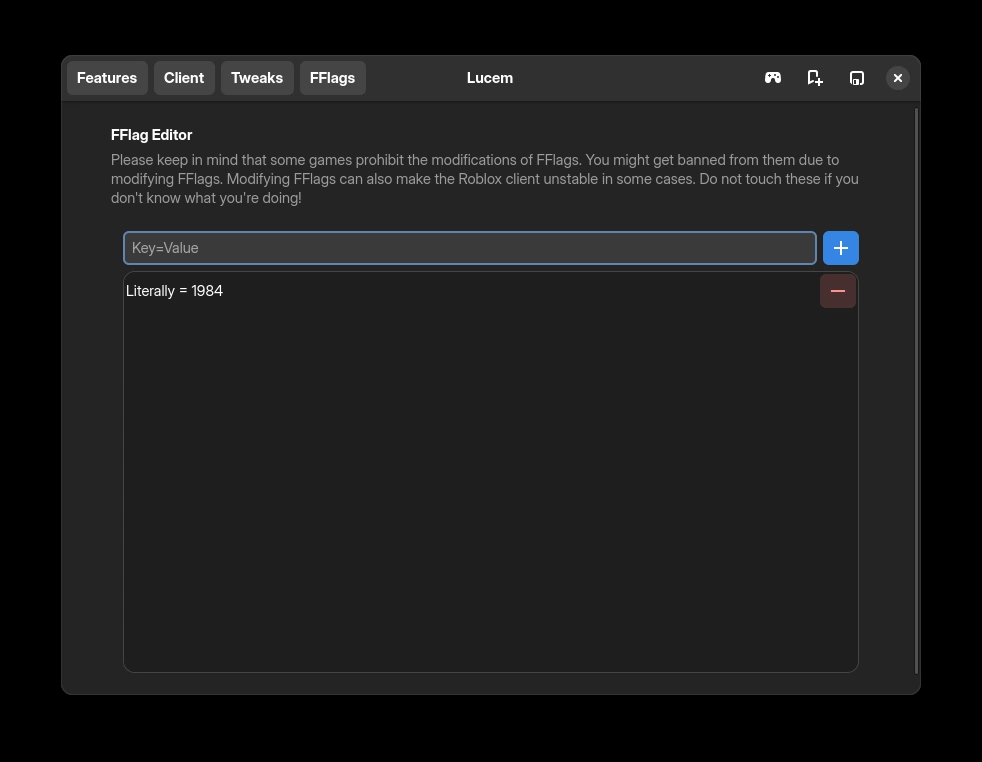 Features Client Tweaks FFlags Lucem
FFlag Editor
Please keep in mind that some games prohibit the modifications of FFlags. You might get banned from them due to
modifying FFlags. Modifying FFlags can also make the Roblox client unstable in some cases. Do not touch these if you
don't know what you're doing!
Key=Value
Literally = 1984